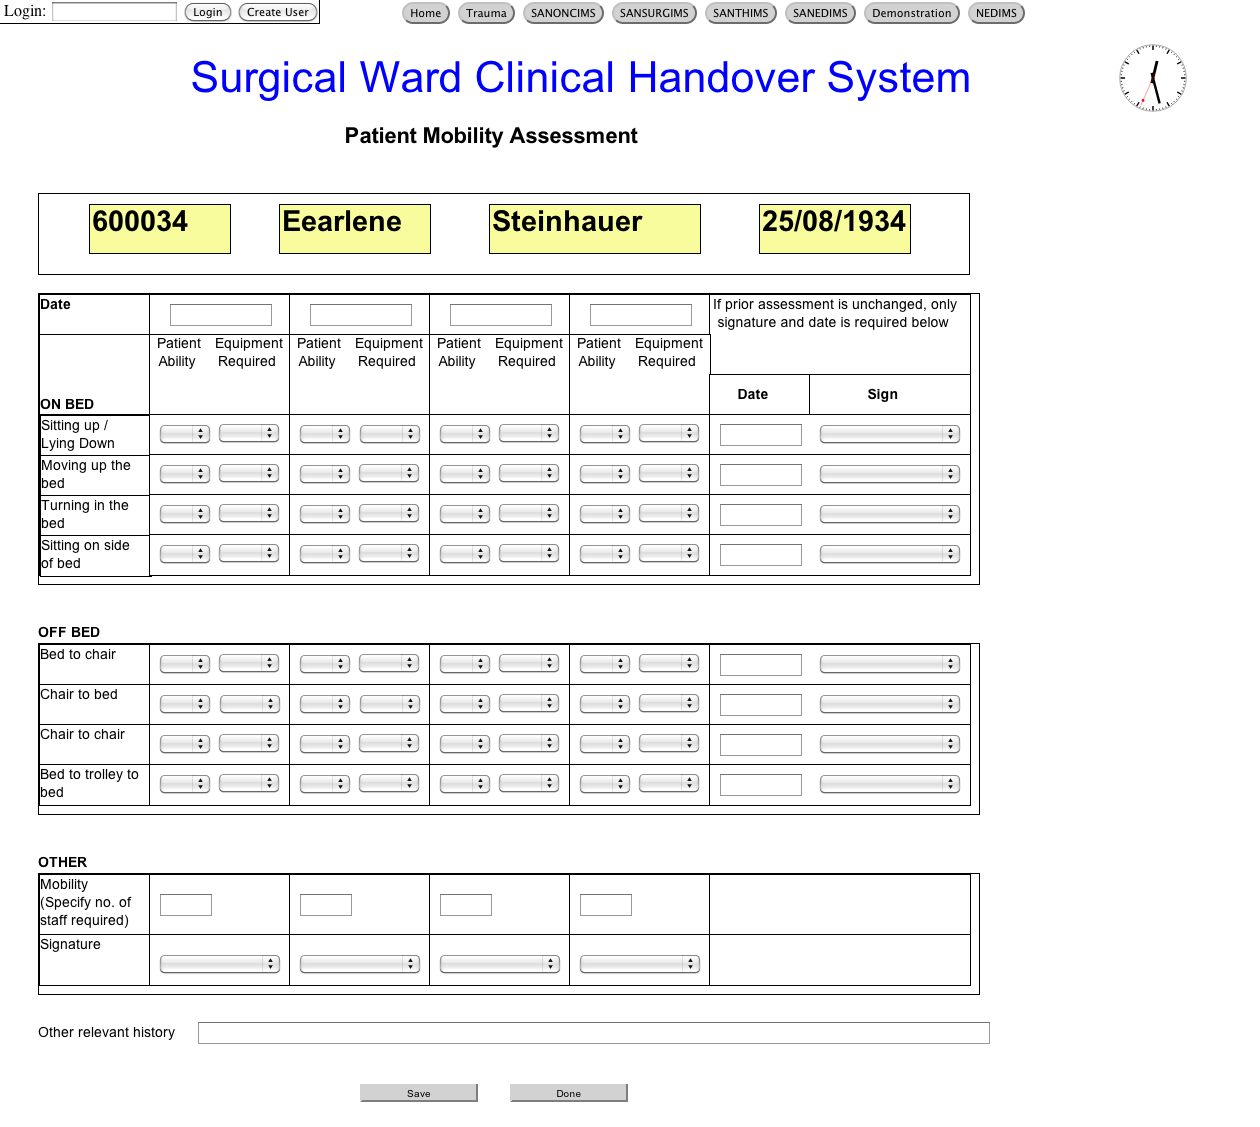 Login: Login Create User Home Trauma SANONCIMS SANSURGIMS SANTHIMS SANEDIMS Demonstration NEDIMS
Surgical Ward Clinical Handover System
Patient Mobility Assessment
600034 Eearlene Steinhauer 25/08/1934
Date If prior assessment is unchanged, only
signature and date is required below
Patient Equipment Patient Equipment Patient Equipment Patient Equipment
Ability Required Ability Required Ability Required Ability Required
Date Sign
ON BED
Sitting up /
Lying Down
Moving up the
bed
Turning in the
bed
Sitting on side
of bed
OFF BED
Bed to chair
Chair to bed
Chair to chair
Bed to trolley to
bed
OTHER
Mobility
(Specify no. of
staff required)
Signature
Other relevant history
Save Done